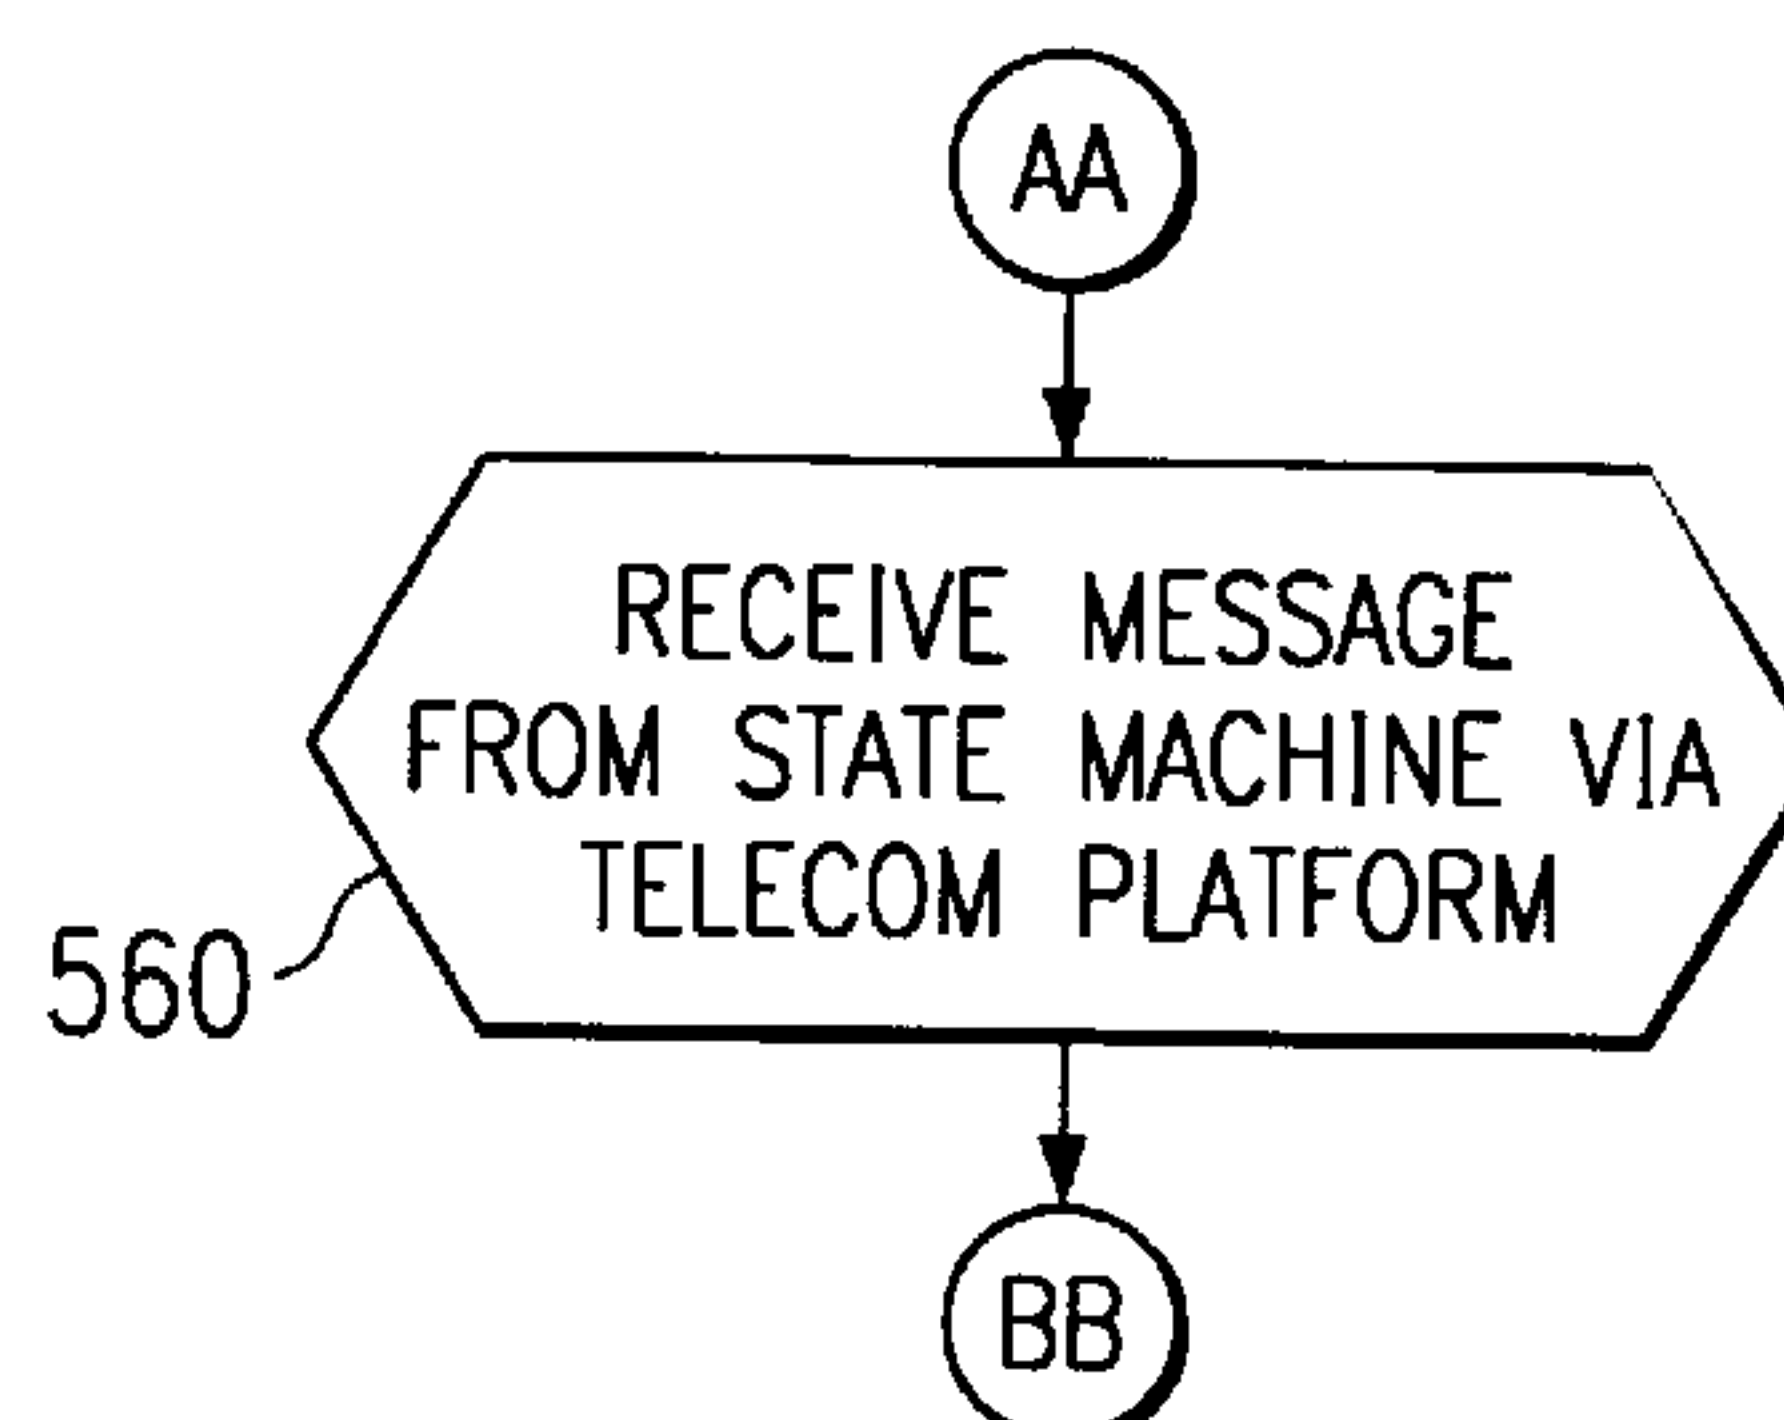 AA
RECEIVE MESSAGE
FROM STATE MACHINE VIA
TELECOM PLATFORM
560
BB